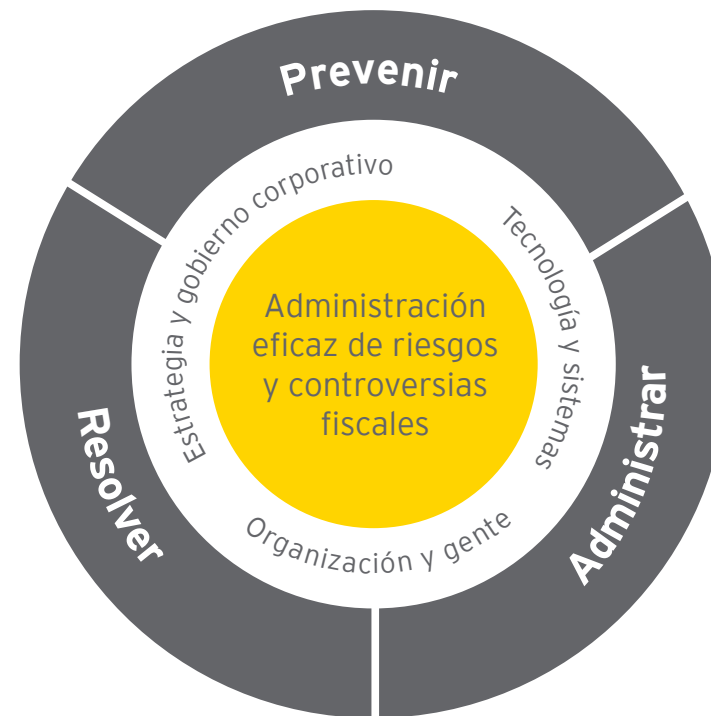 Prevenir
Estrategia y gobierno corporativo
Tecnología y sistemas
Administración
eficaz de riesgos
y controversias
fiscales
Resolver
Administrar
Organización y gente